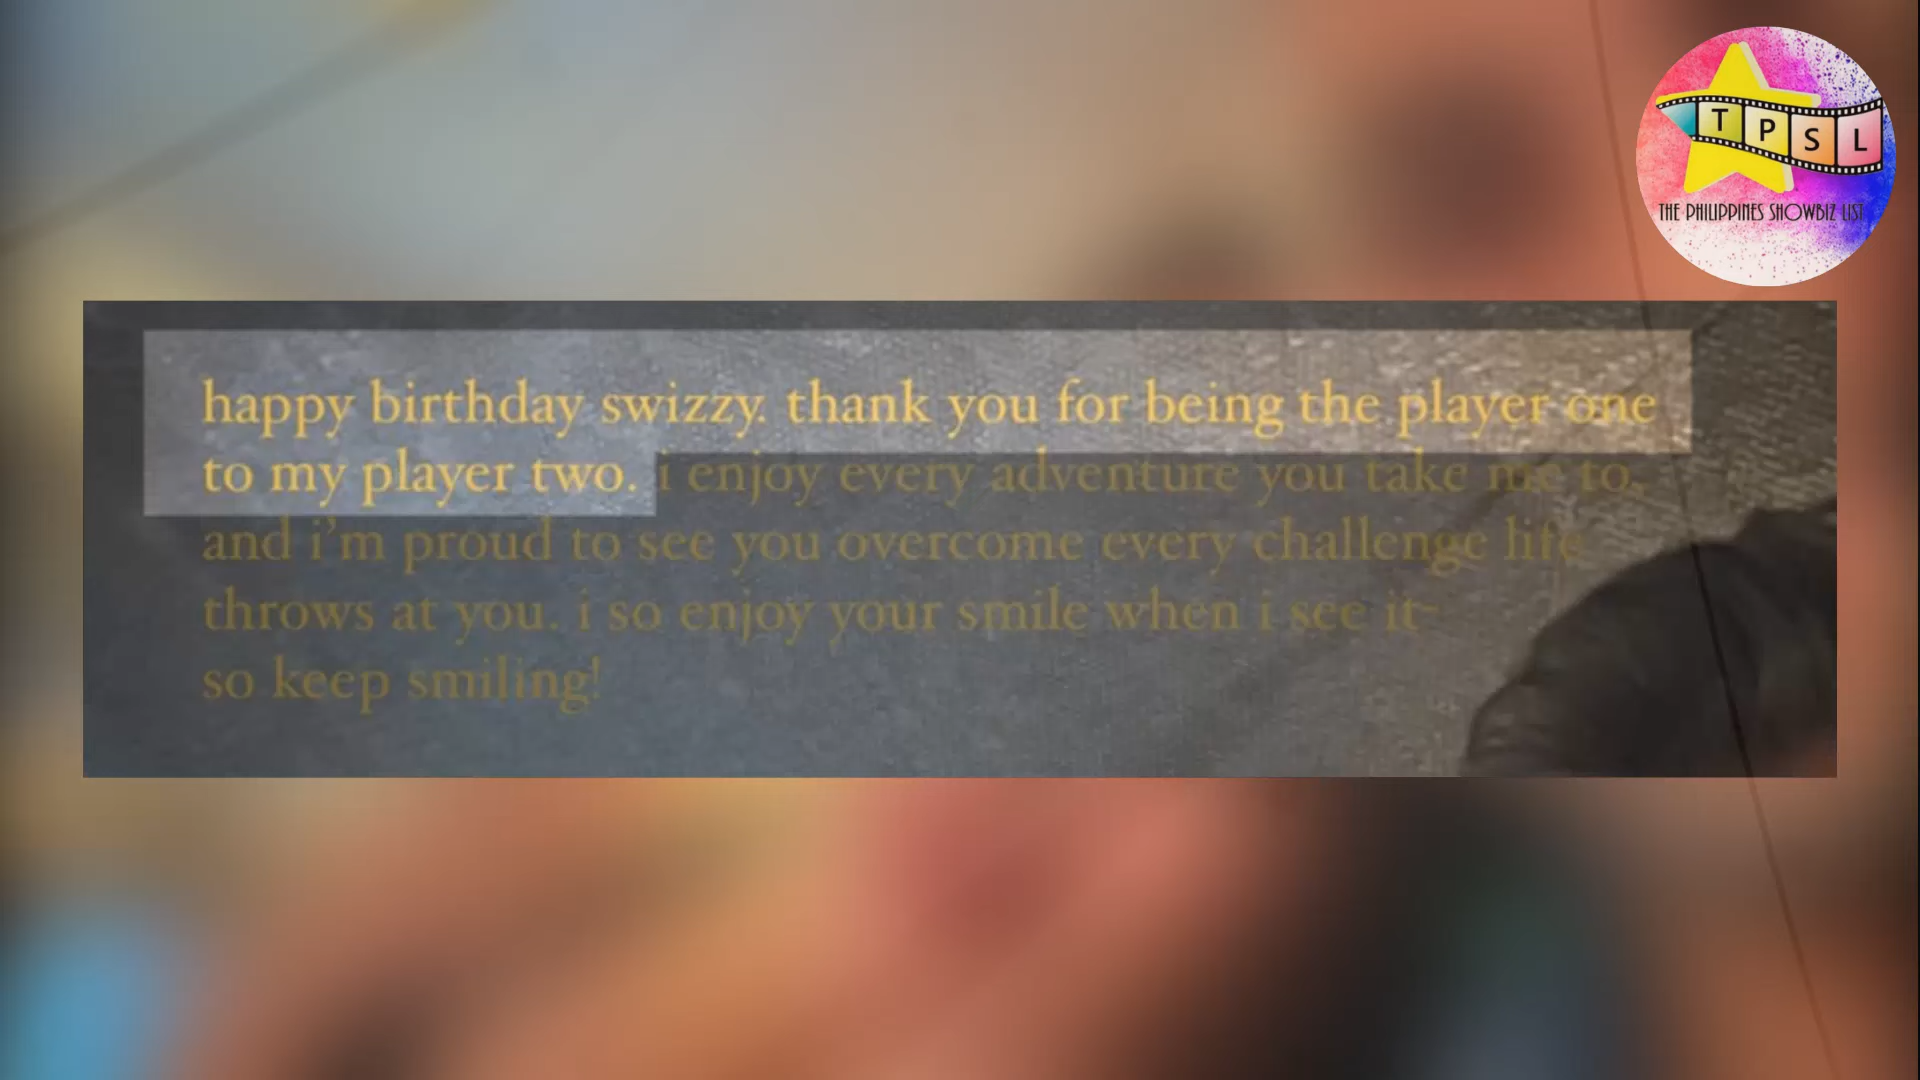 T P S L
THE PHILIPPINES SHOWBIZ LIST
happy birthday swizzy. thank you for being the player one
to my player two. i enjoy every adventure you take me to,
and i'm proud to see you overcome every challenge life
throws at you. i so enjoy your smile when i see it-
so keep smiling!